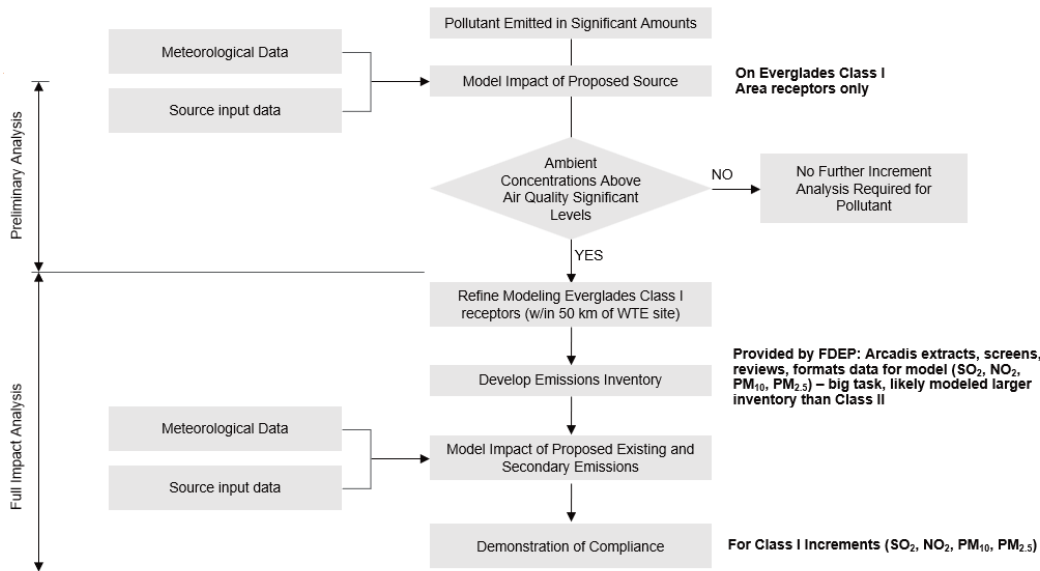 Pollutant Emitted in Significant Amounts
Meteorological Data
Source input data
Model Impact of Proposed Source
On Everglades Class I
Area receptors only
Preliminary Analysis
Ambient
Concentrations Above
Air Quality Significant
Levels
NO
No Further Increment
Analysis Required for
Pollutant
YES
Refine Modeling Everglades Class I
receptors (w/in 50 km of WTE site)
Full Impact Analysis
Develop Emissions Inventory
Provided by FDEP: Arcadis extracts, screens,
reviews, formats data for model (SO₂, NO₂,
PM₁₀, PM₂.₅) – big task, likely modeled larger
inventory than Class II
Meteorological Data
Source input data
Model Impact of Proposed Existing and
Secondary Emissions
Demonstration of Compliance
For Class I Increments (SO₂, NO₂, PM₁₀, PM₂.₅)